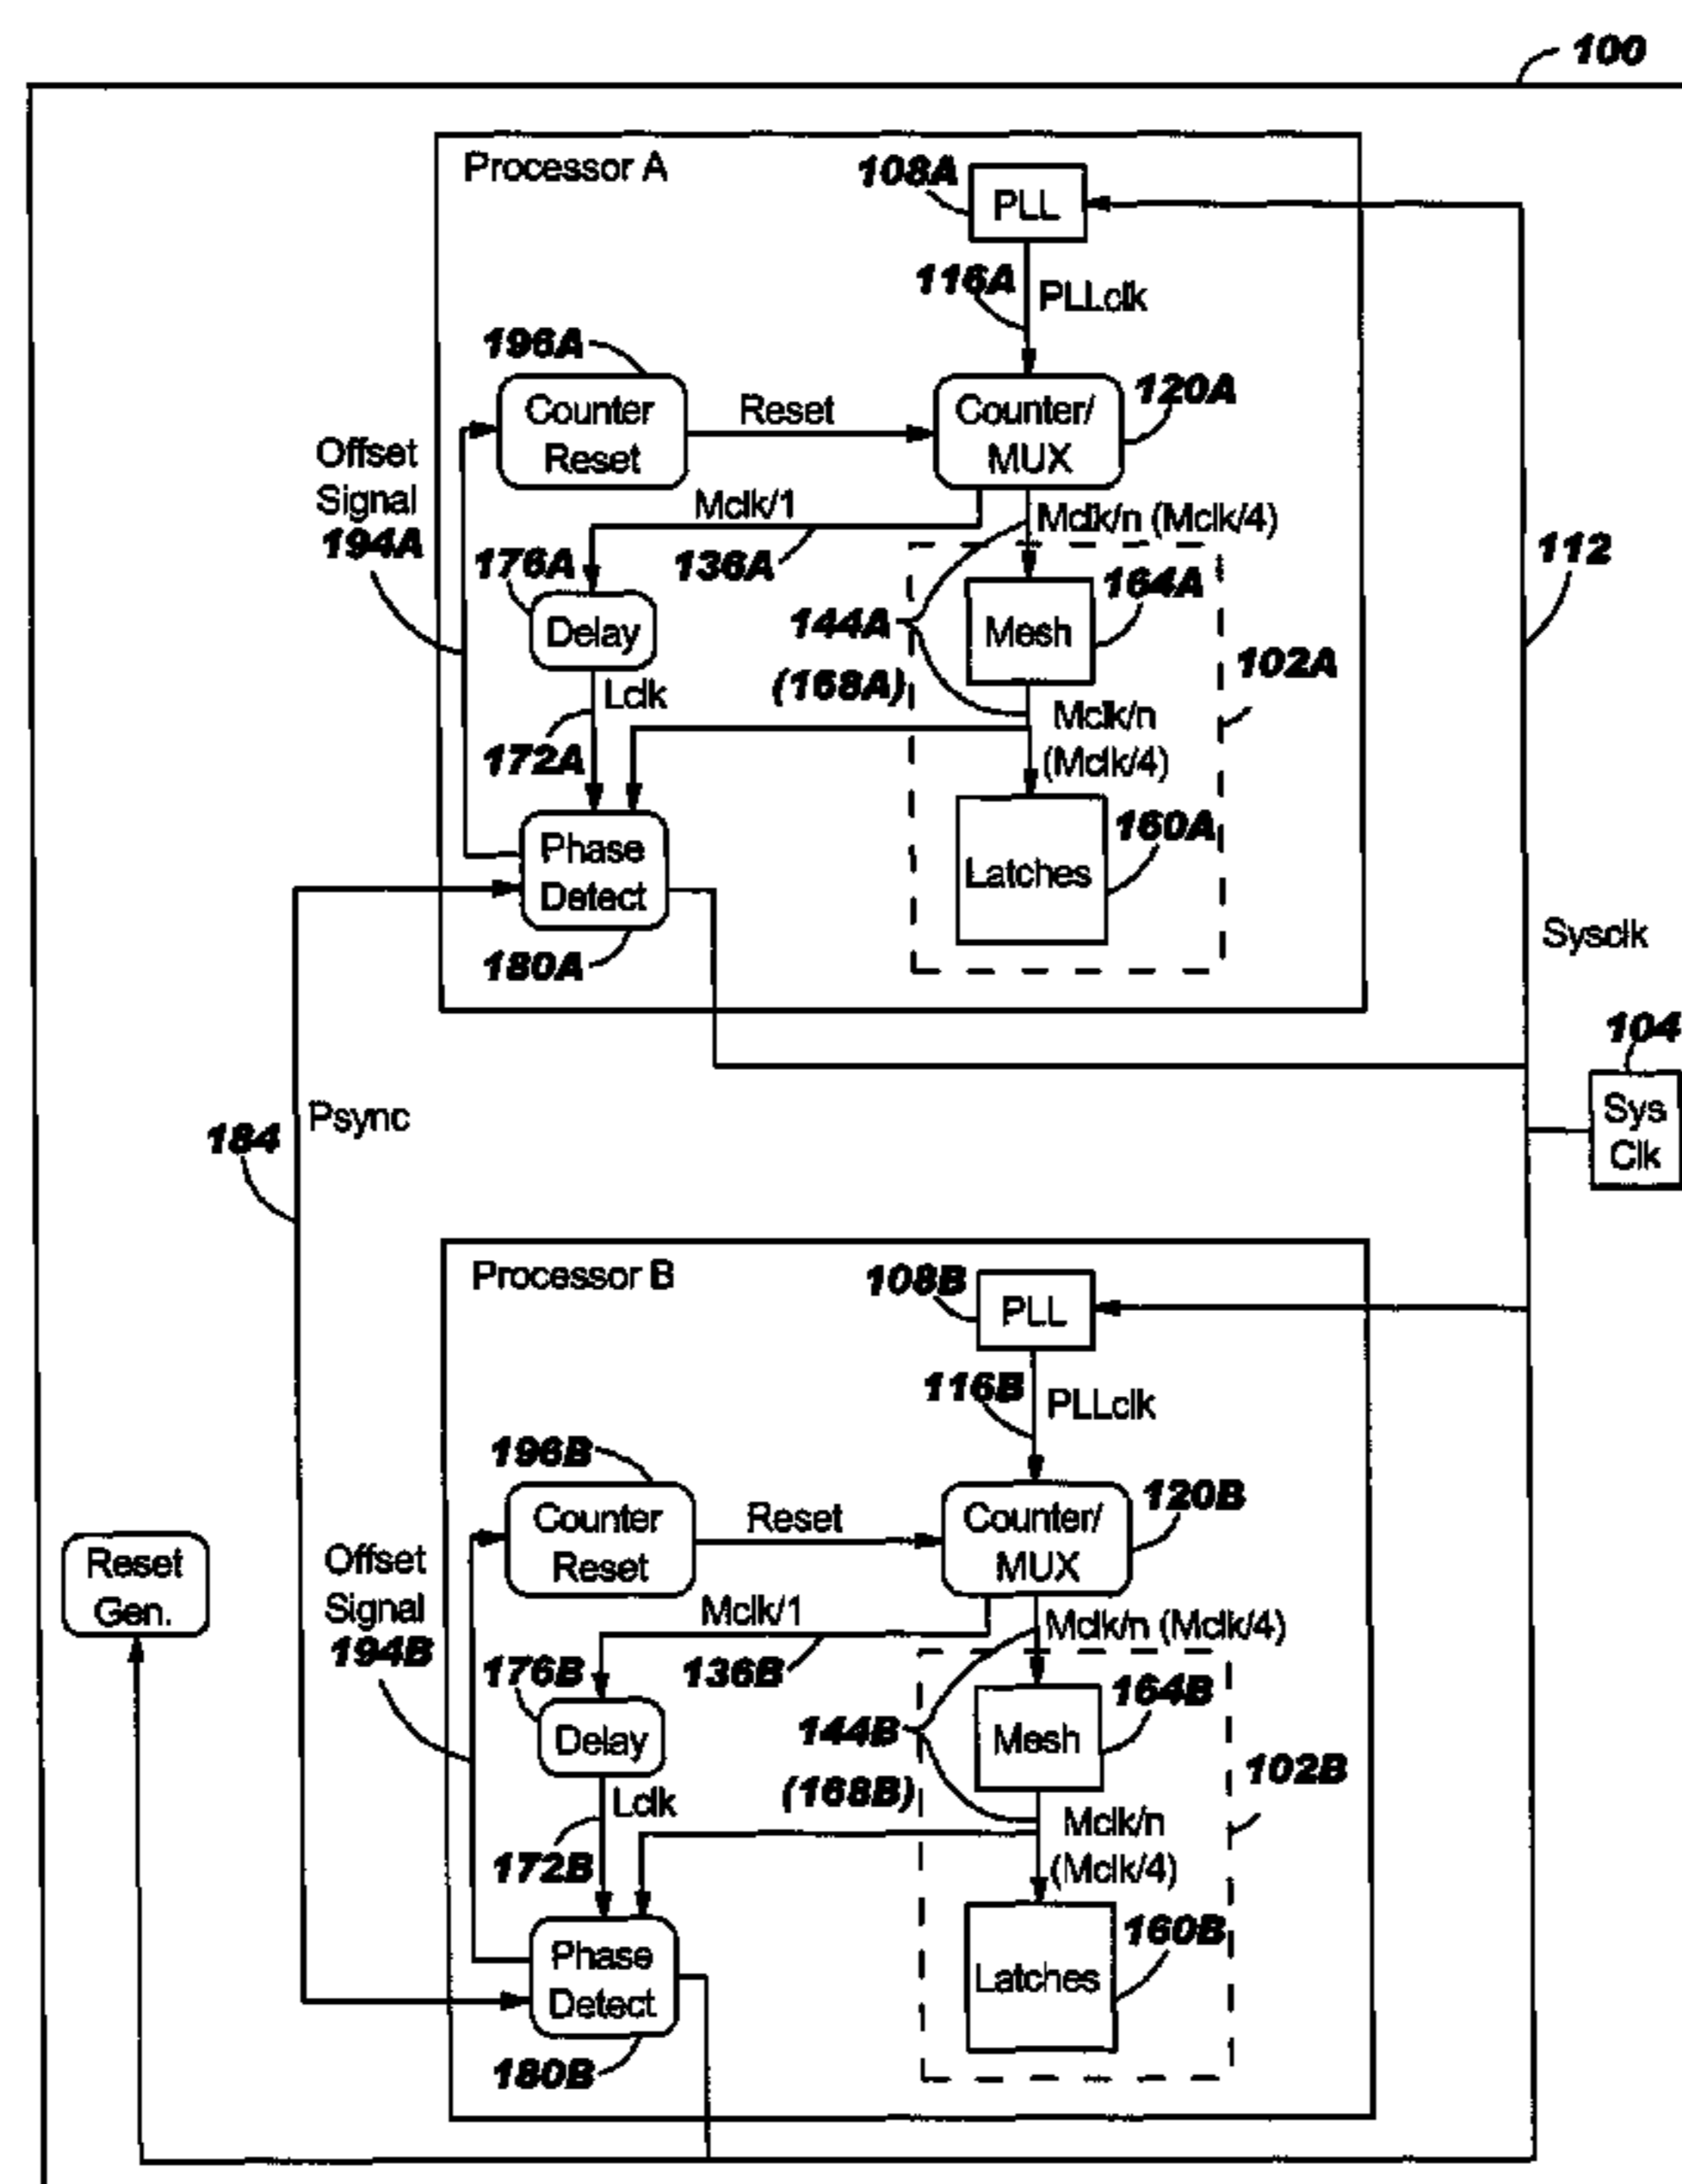 100
Processor A
108A
PLL
116A
PLLclk
196A
Counter
Reset
Reset
Counter/
MUX
120A
Offset
Signal
194A
Mclk/1
136A
Mclk/n (Mclk/4)
112
176A
Delay
144A
(168A)
Mesh
164A
102A
Lclk
172A
Mclk/n
(Mclk/4)
Phase
Detect
180A
Latches
160A
Sysclk
104
Sys
Clk
Psync
184
Processor B
108B
PLL
116B
PLLclk
196B
Counter
Reset
Reset
Counter/
MUX
120B
Reset
Gen.
Offset
Signal
194B
Mclk/1
136B
Mclk/n (Mclk/4)
176B
Delay
144B
(168B)
Mesh
164B
102B
Lclk
172B
Mclk/n
(Mclk/4)
Phase
Detect
180B
Latches
160B